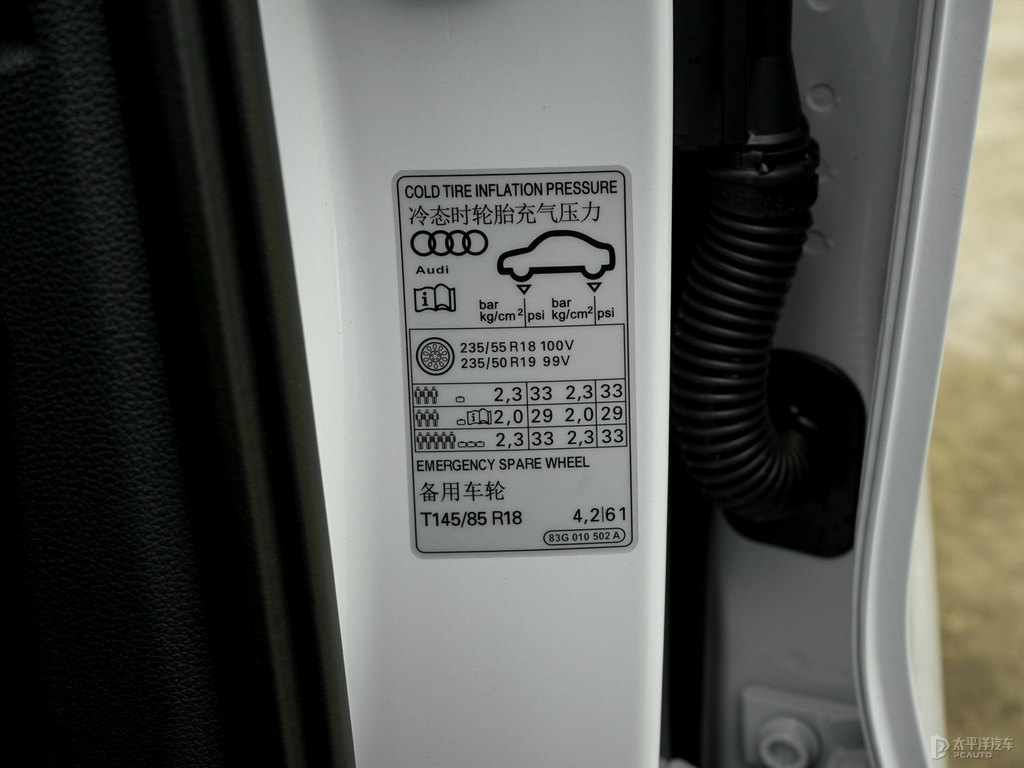 COLD TIRE INFLATION PRESSURE
冷态时轮胎充气压力
Audi
bar kg/cm² psi bar kg/cm² psi
235/55 R18 100V
235/50 R19 99V
2,3 33 2,3 33
2,0 29 2,0 29
2,3 33 2,3 33
EMERGENCY SPARE WHEEL
备用车轮
T145/85 R18 4,2|61
83G 010 502 A
太平洋汽车
PCAUTO